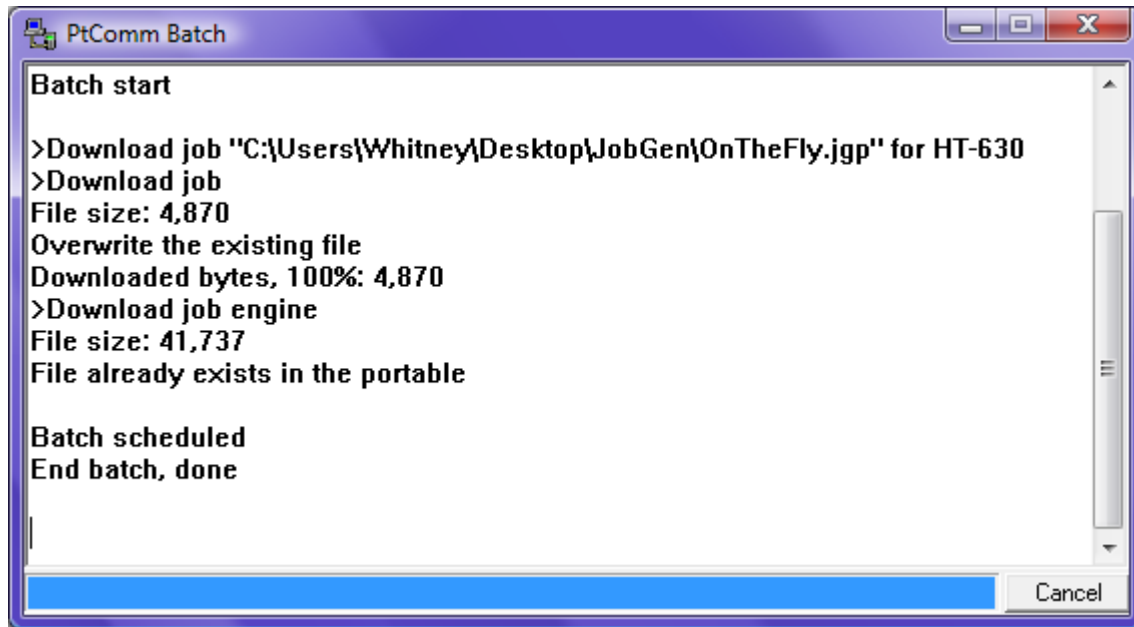 PtComm Batch
Batch start
>Download job "C:\Users\Whitney\Desktop\JobGen\OnTheFly.jgp" for HT-630
>Download job
File size: 4,870
Overwrite the existing file
Downloaded bytes, 100%: 4,870
>Download job engine
File size: 41,737
File already exists in the portable
Batch scheduled
End batch, done
Cancel